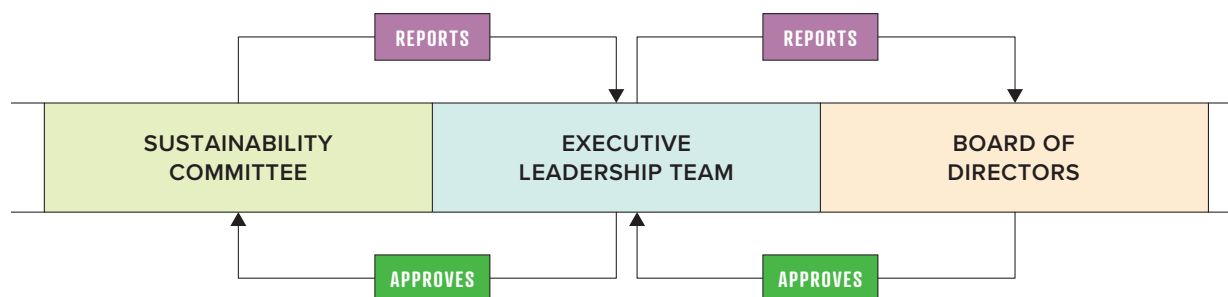 REPORTS
REPORTS
SUSTAINABILITY
COMMITTEE
EXECUTIVE
LEADERSHIP TEAM
BOARD OF
DIRECTORS
APPROVES
APPROVES